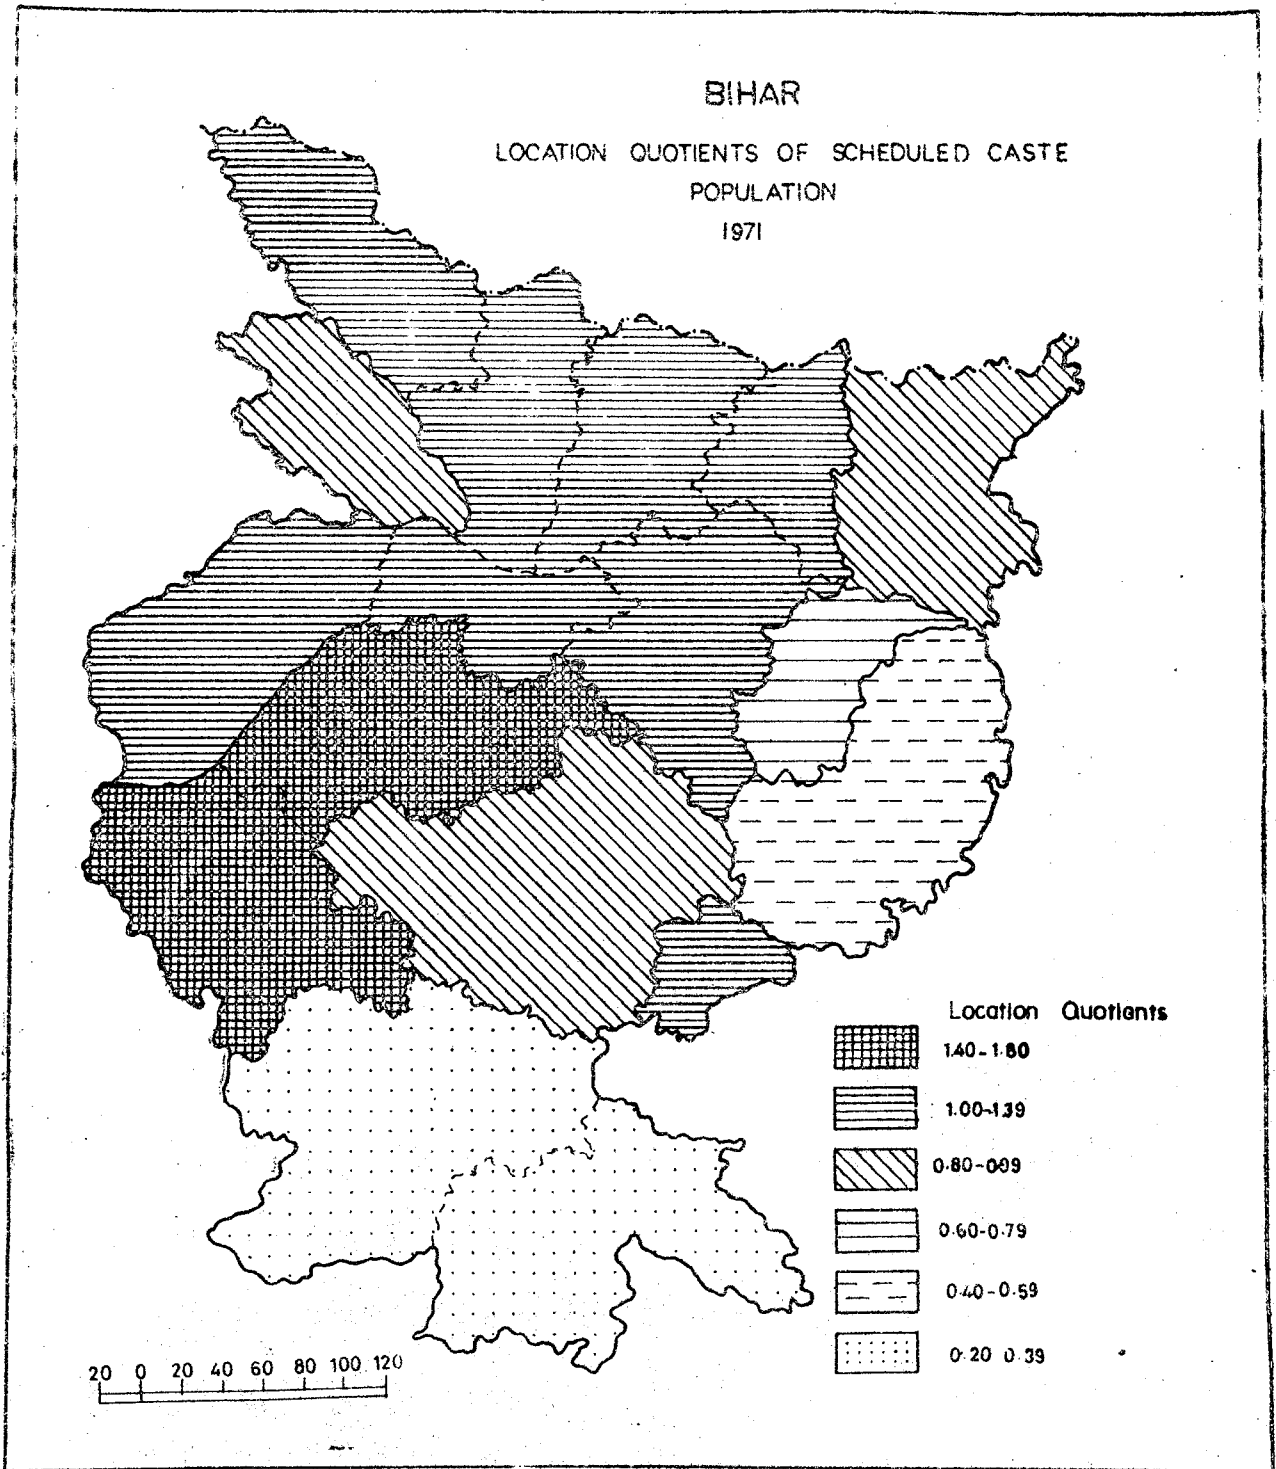 BIHAR
LOCATION QUOTIENTS OF SCHEDULED CASTE
POPULATION
1971
Location Quotients
1.40-1.80
1.00-1.39
0.80-0.99
0.60-0.79
0.40-0.59
0.20 0.39
20 0 20 40 60 80 100 120